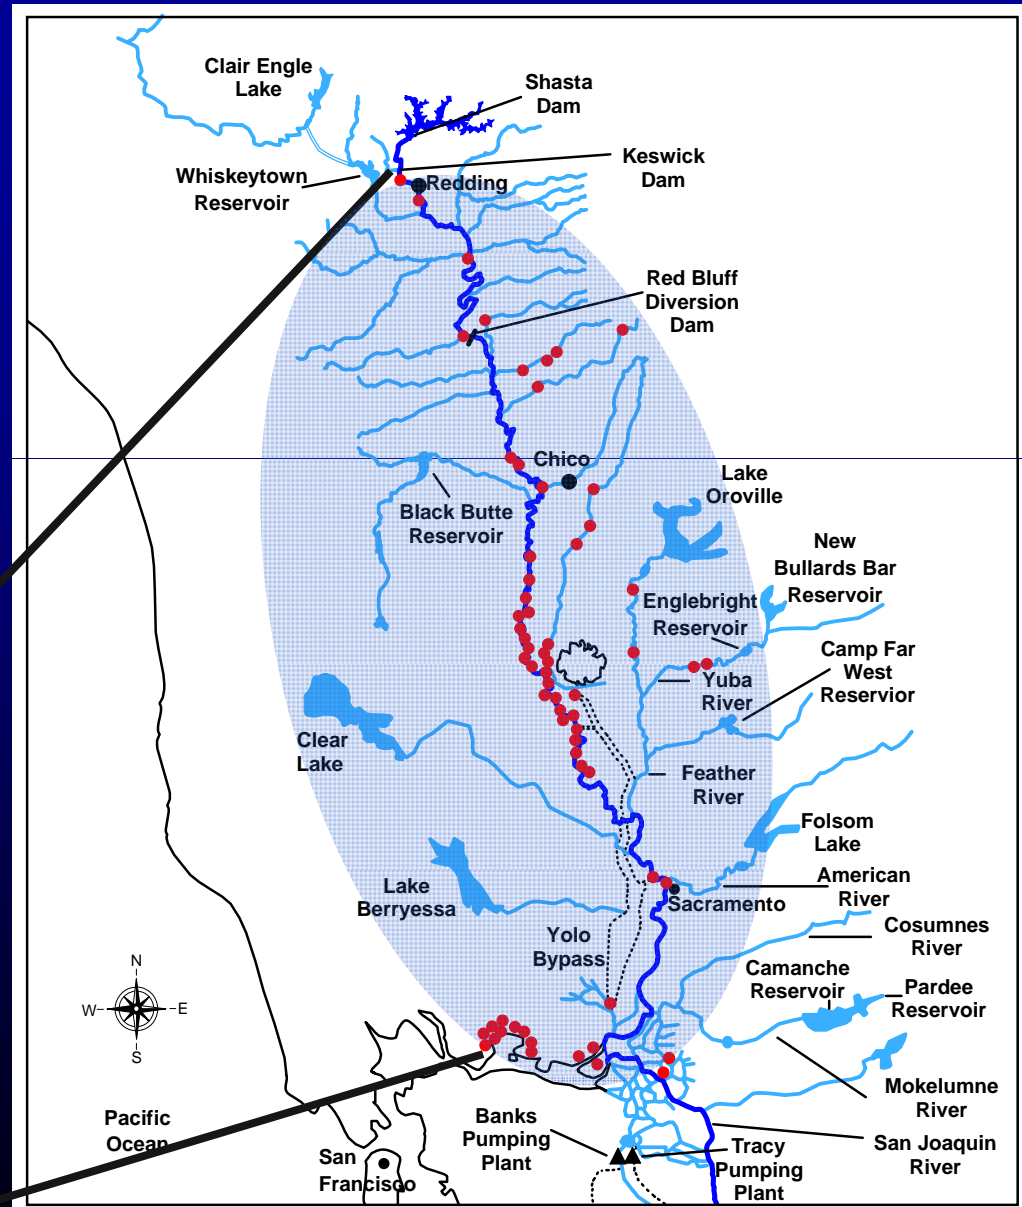 Clair Engle
Lake
Shasta
Dam
Keswick
Dam
Whiskeytown
Reservoir
Redding
Red Bluff
Diversion
Dam
Chico
Lake
Oroville
Black Butte
Reservoir
New
Bullards Bar
Reservoir
Englebright
Reservoir
Camp Far
West
Reservior
Yuba
River
Clear
Lake
Feather
River
Folsom
Lake
American
River
Lake
Berryessa
Sacramento
Cosumnes
River
Yolo
Bypass
Camanche
Reservoir
Pardee
Reservoir
N
W
E
S
Mokelumne
River
Pacific
Ocean
Banks
Pumping
Plant
Tracy
Pumping
Plant
San Joaquin
River
San
Francisco